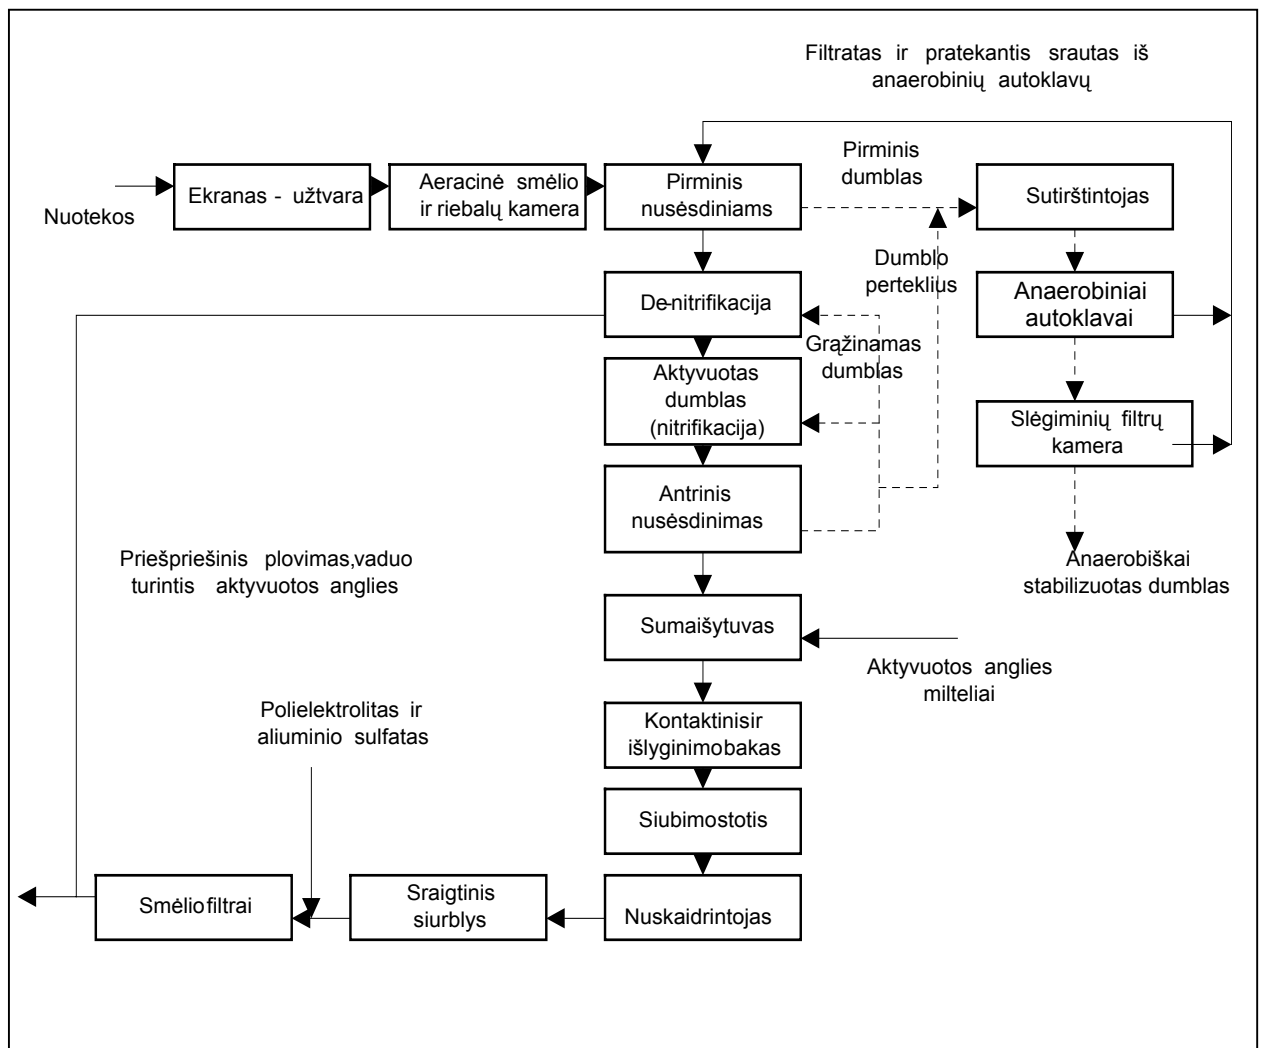 Filtratas ir pratekantis srautas iš
anaerobinių autoklavų
Nuotekos
Ekranas - užtvara
Aeracinė smėlio
ir riebalų kamera
Pirminis
nusėsdiniams
Pirminis
dumblas
Sutirštintojas
Dumblo
perteklius
De-nitrifikacija
Anaerobiniai
autoklavai
Grąžinamas
dumblas
Aktyvuotas
dumblas
(nitrifikacija)
Slėgiminių filtrų
kamera
Antrinis
nusėsdinimas
Priešpriešinis plovimas,vaduo
turintis aktyvuotos anglies
Anaerobiškai
stabilizuotas dumblas
Sumaišytuvas
Aktyvuotos anglies
milteliai
Polielektrolitas ir
aliuminio sulfatas
Kontaktinisir
išlyginimobakas
Siubimostotis
Smėliofiltrai
Sraigtinis
siurblys
Nuskaidrintojas